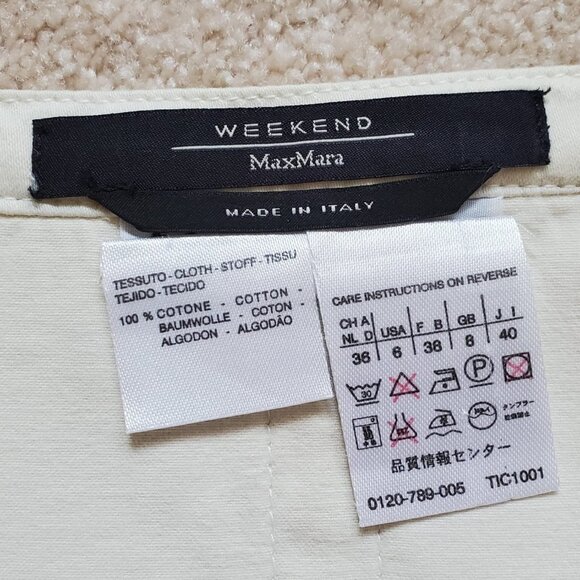 WEEKEND
MaxMara
MADE IN ITALY
TESSUTO - CLOTH - STOFF - TISSU
TEJIDO - TECIDO
100 % COTONE - COTTON -
BAUMWOLLE - COTON -
ALGODON - ALGODÃO
CARE INSTRUCTIONS ON REVERSE
CH A USA F B GB J I
NL D
36 6 38 8 40
30 P
タンブラー
乾燥禁止
品質情報センター
0120-789-005 TIC1001